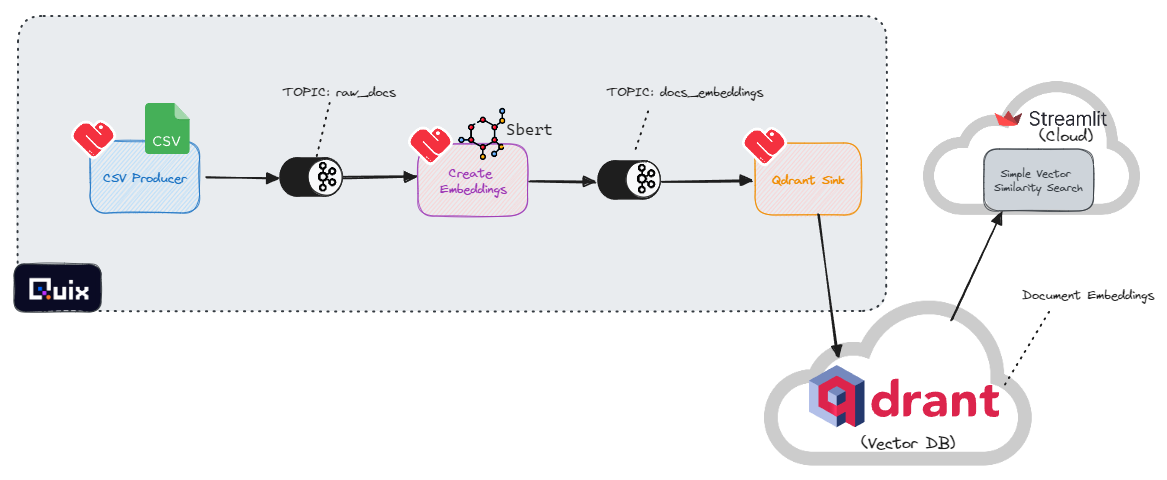 TOPIC: raw_docs
TOPIC: docs_embeddings
CSV
Sbert
CSV Producer
Create
Embeddings
Qdrant Sink
Streamlit
(Cloud)
Simple Vector
Similarity Search
Quix
Document Embeddings
qdrant
(Vector DB)